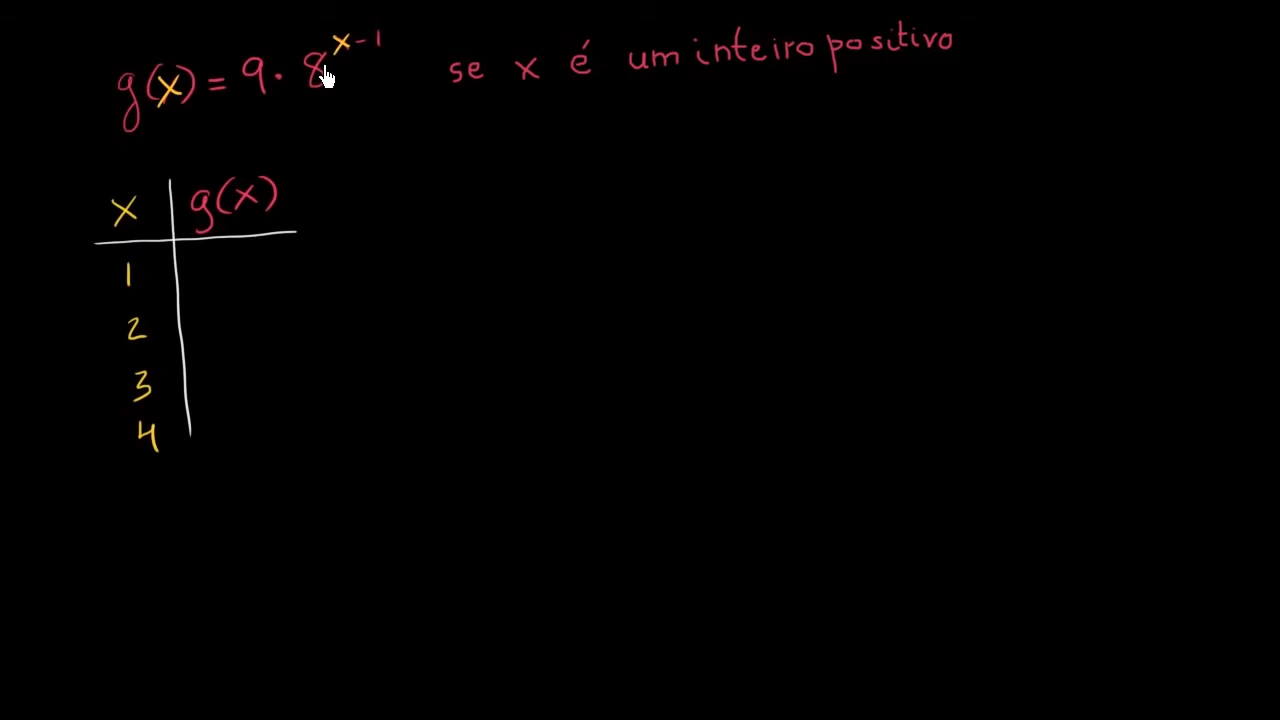 g(x) = 9 · 8^{x-1} se x é um inteiro positivo
x g(x)
1
2
3
4